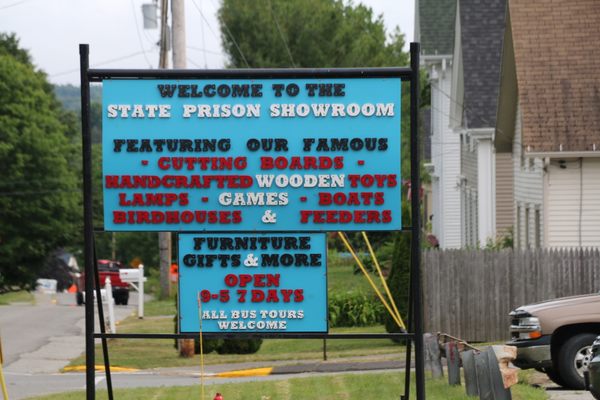 WELCOME TO THE
STATE PRISON SHOWROOM
FEATURING OUR FAMOUS
- CUTTING BOARDS -
HANDCRAFTED WOODEN TOYS
LAMPS - GAMES - BOATS
BIRDHOUSES & FEEDERS
FURNITURE
GIFTS & MORE
OPEN
9-5 7 DAYS
ALL BUS TOURS
WELCOME